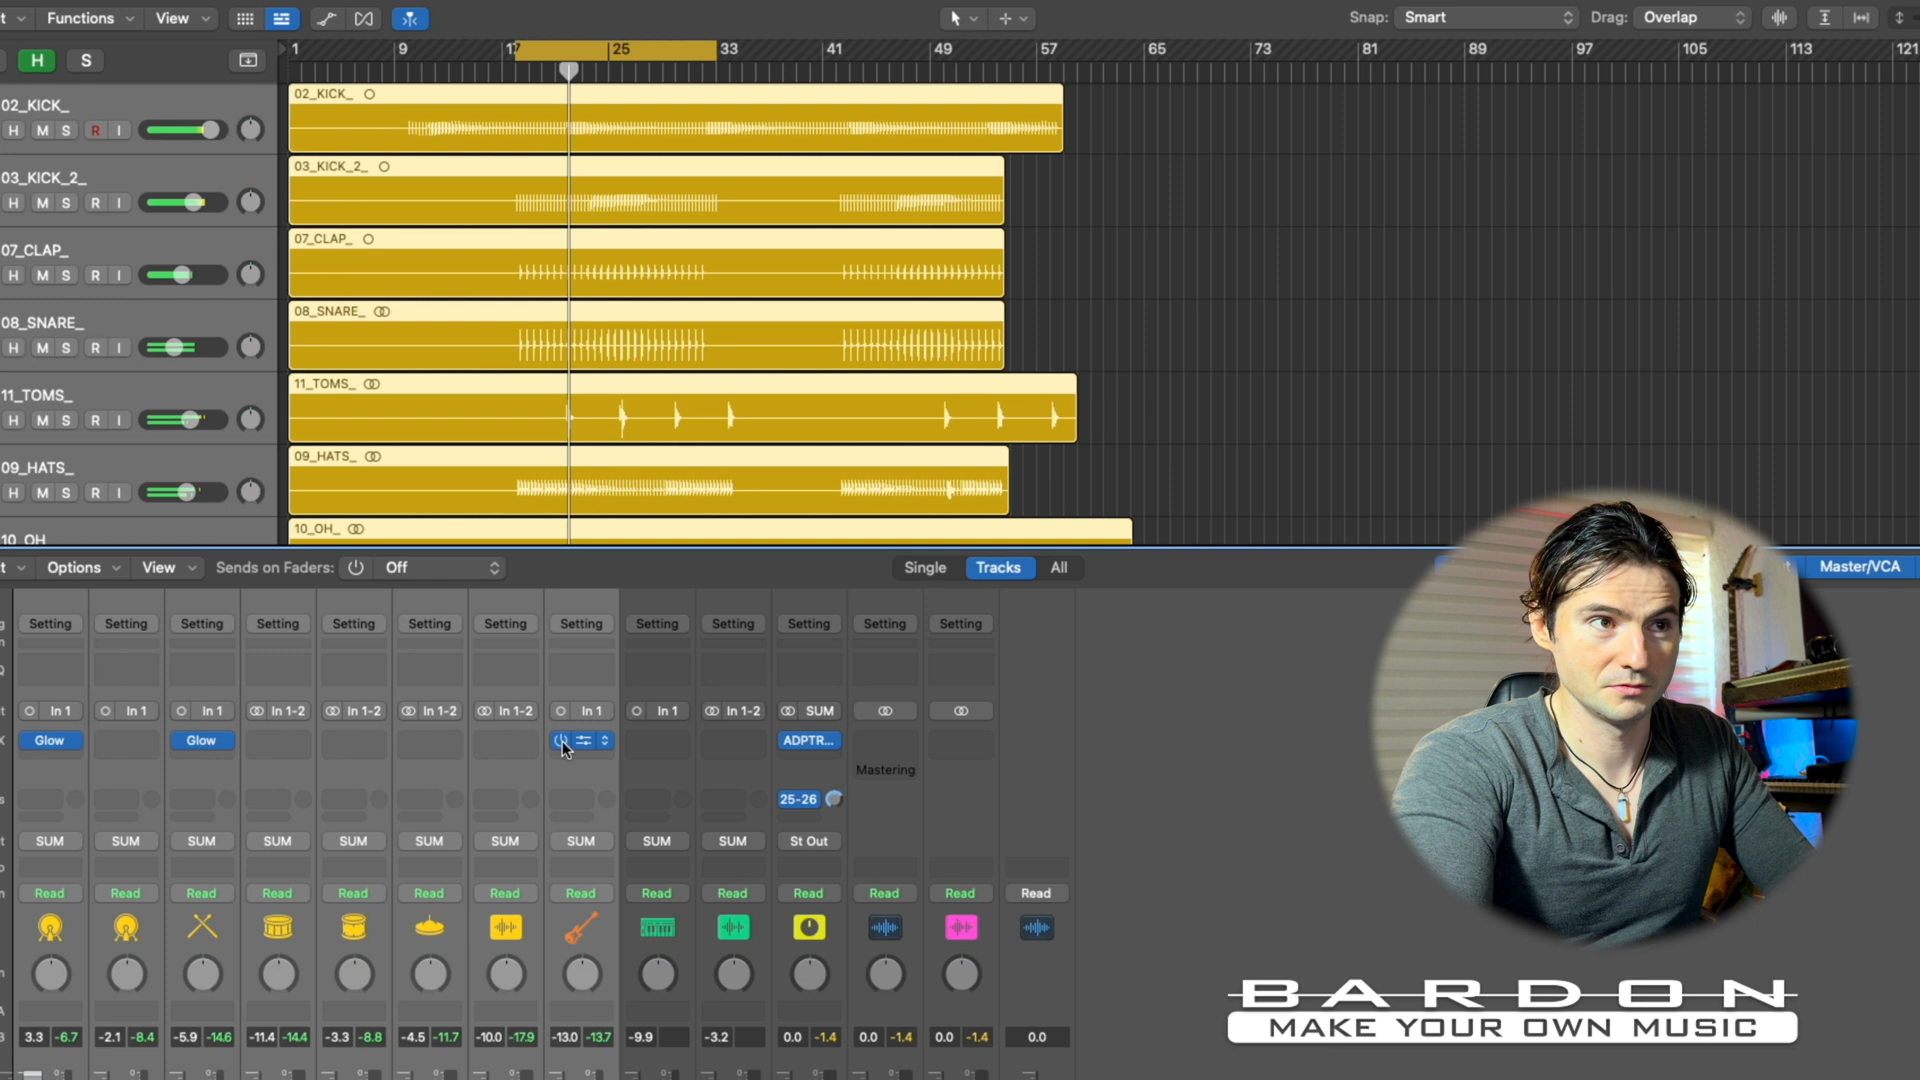 Functions View Snap: Smart Drag: Overlap
1 9 17 25 33 41 49 57 65 73 81 89 97 105 113 121
H S
02_KICK_
H M S R I
02_KICK_
03_KICK_2_
H M S R I
03_KICK_2_
07_CLAP_
H M S R I
07_CLAP_
08_SNARE_
H M S R I
08_SNARE_
11_TOMS_
H M S R I
11_TOMS_
09_HATS_
H M S R I
09_HATS_
10_OH_
10_OH_
Options View Sends on Faders: Off Single Tracks All Master/VCA
Setting Setting Setting Setting Setting Setting Setting Setting Setting Setting Setting Setting Setting
In 1 In 1 In 1 In 1-2 In 1-2 In 1-2 In 1-2 In 1 In 1 In 1-2 SUM
Glow Glow ADPTR...
Mastering
25-26
SUM SUM SUM SUM SUM SUM SUM SUM SUM SUM St Out
Read Read Read Read Read Read Read Read Read Read Read Read Read Read
3.3 -6.7 -2.1 -8.4 -5.9 -14.6 -11.4 -14.4 -3.3 -8.8 -4.5 -11.7 -10.0 -17.9 -13.0 -13.7 -9.9 -3.2 0.0 -1.4 0.0 -1.4 0.0 -1.4 0.0
BARDON
MAKE YOUR OWN MUSIC